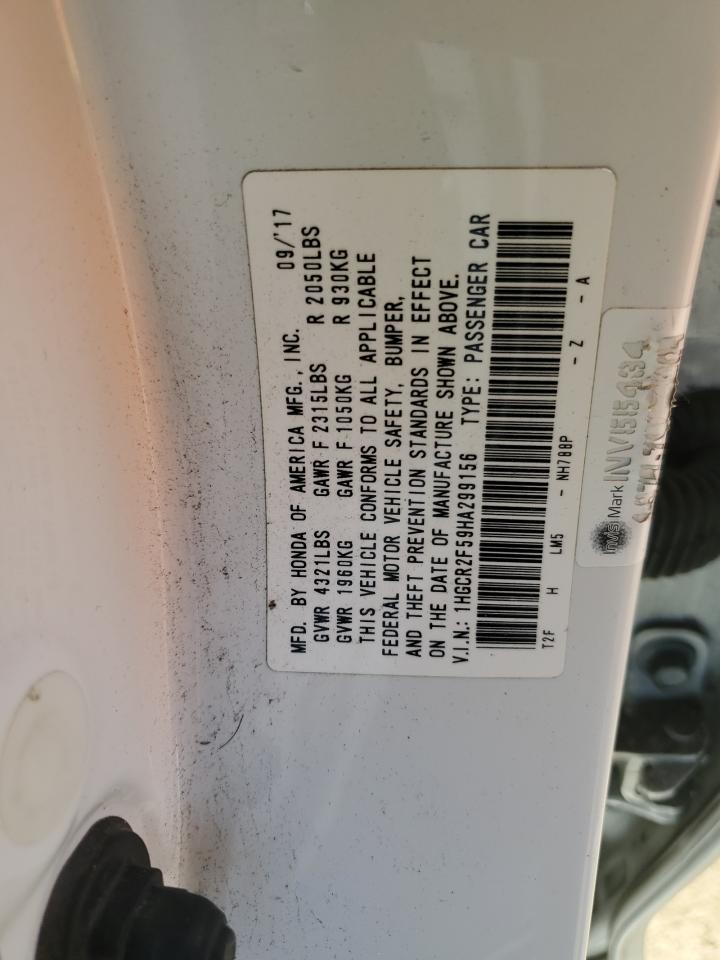 MFD. BY HONDA OF AMERICA MFG., INC. 09/'17
GVWR 4321LBS GAWR F 2315LBS R 2050LBS
GVWR 1960KG GAWR F 1050KG R 930KG
THIS VEHICLE CONFORMS TO ALL APPLICABLE
FEDERAL MOTOR VEHICLE SAFETY, BUMPER,
AND THEFT PREVENTION STANDARDS IN EFFECT
ON THE DATE OF MANUFACTURE SHOWN ABOVE.
V.I.N.: 1HGCR2F59HA299156 TYPE: PASSENGER CAR
T2F H LM5 - NH788P - Z - A
Mark INV155434